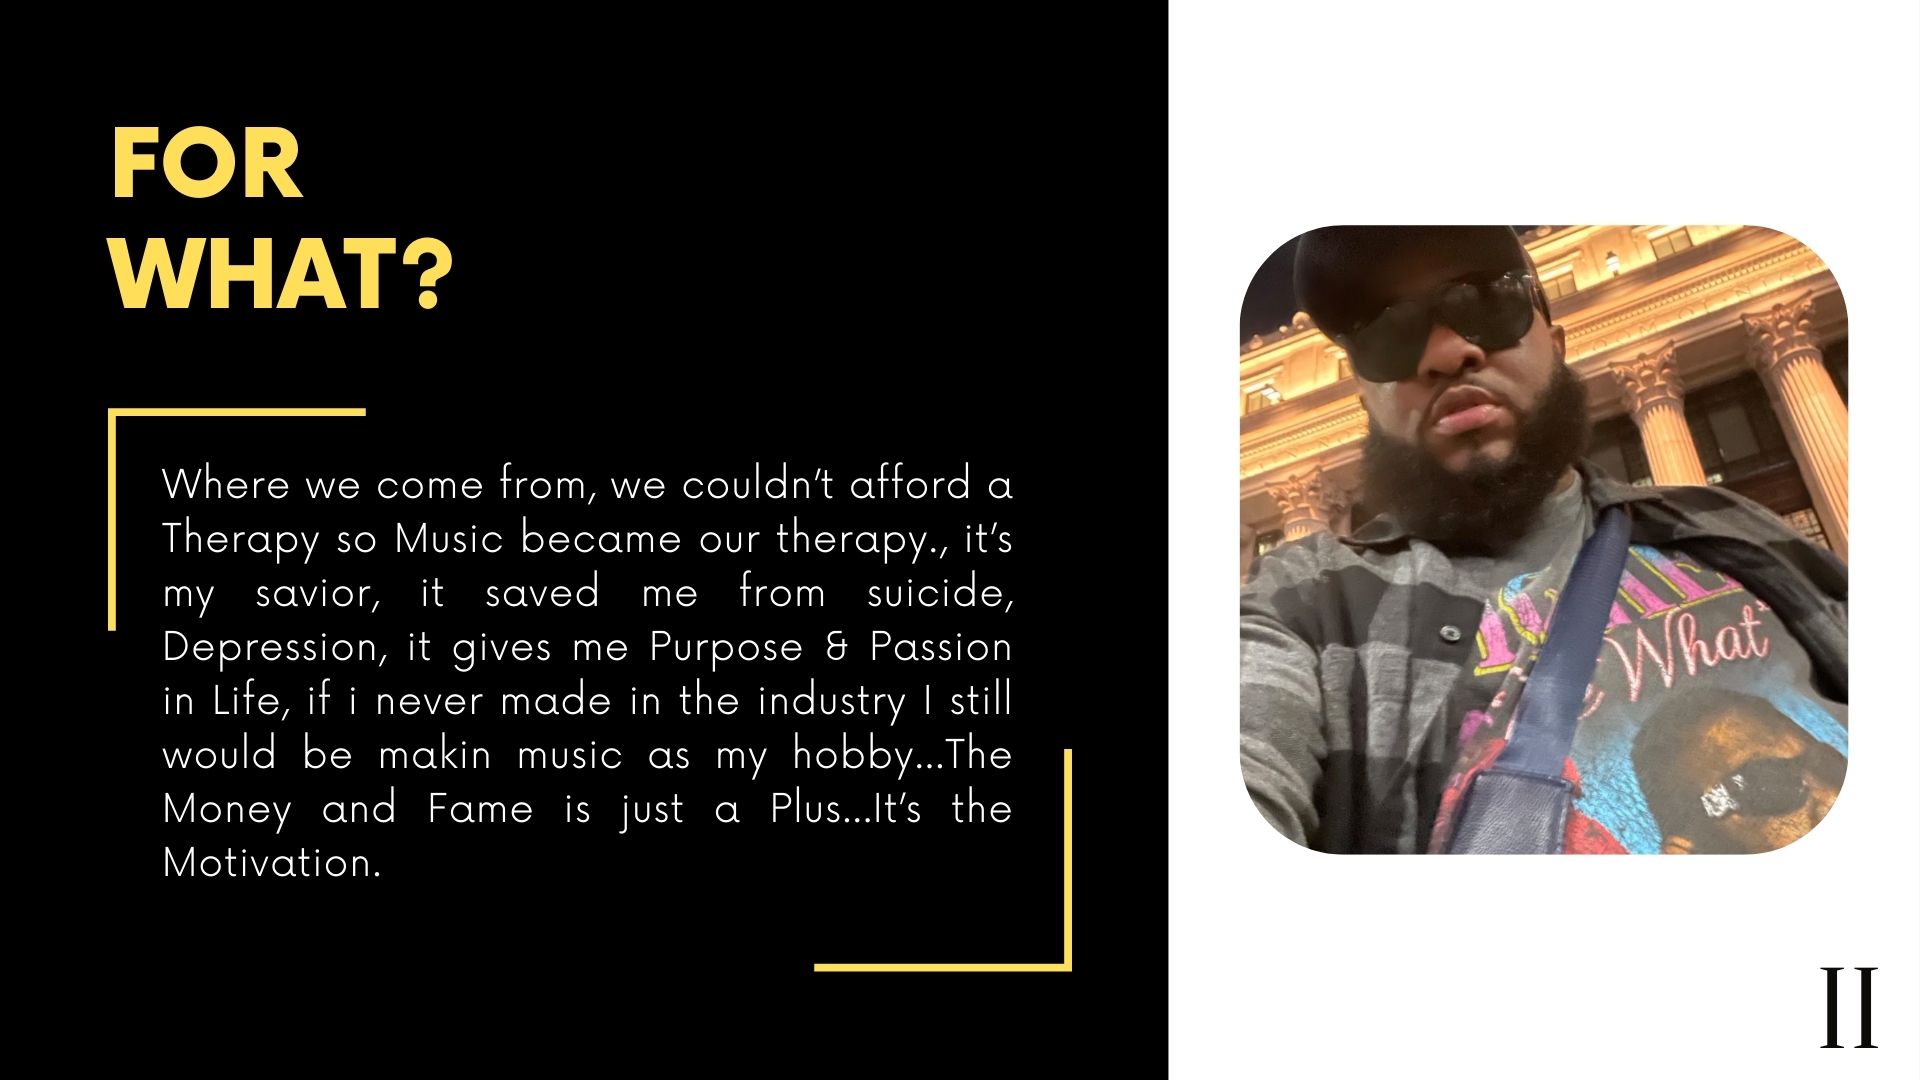 FOR
WHAT?
Where we come from, we couldn’t afford a
Therapy so Music became our therapy., it’s
my savior, it saved me from suicide,
Depression, it gives me Purpose & Passion
in Life, if i never made in the industry I still
would be makin music as my hobby...The
Money and Fame is just a Plus...It’s the
Motivation.
What
II